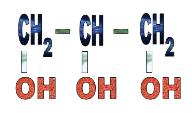 CH₂ – CH – CH₂
OH OH OH